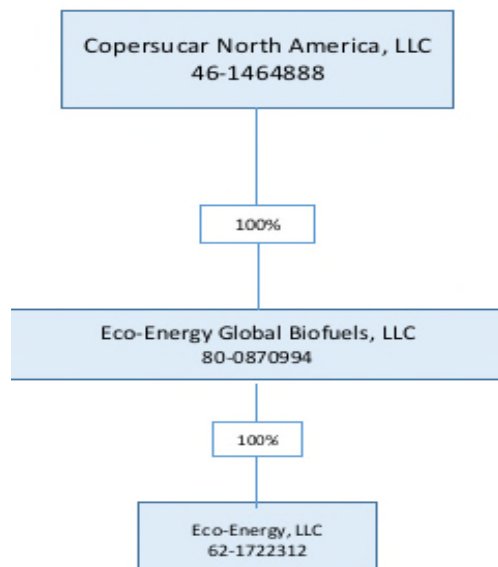 Copersucar North America, LLC
46-1464888
100%
Eco-Energy Global Biofuels, LLC
80-0870994
100%
Eco-Energy, LLC
62-1722312